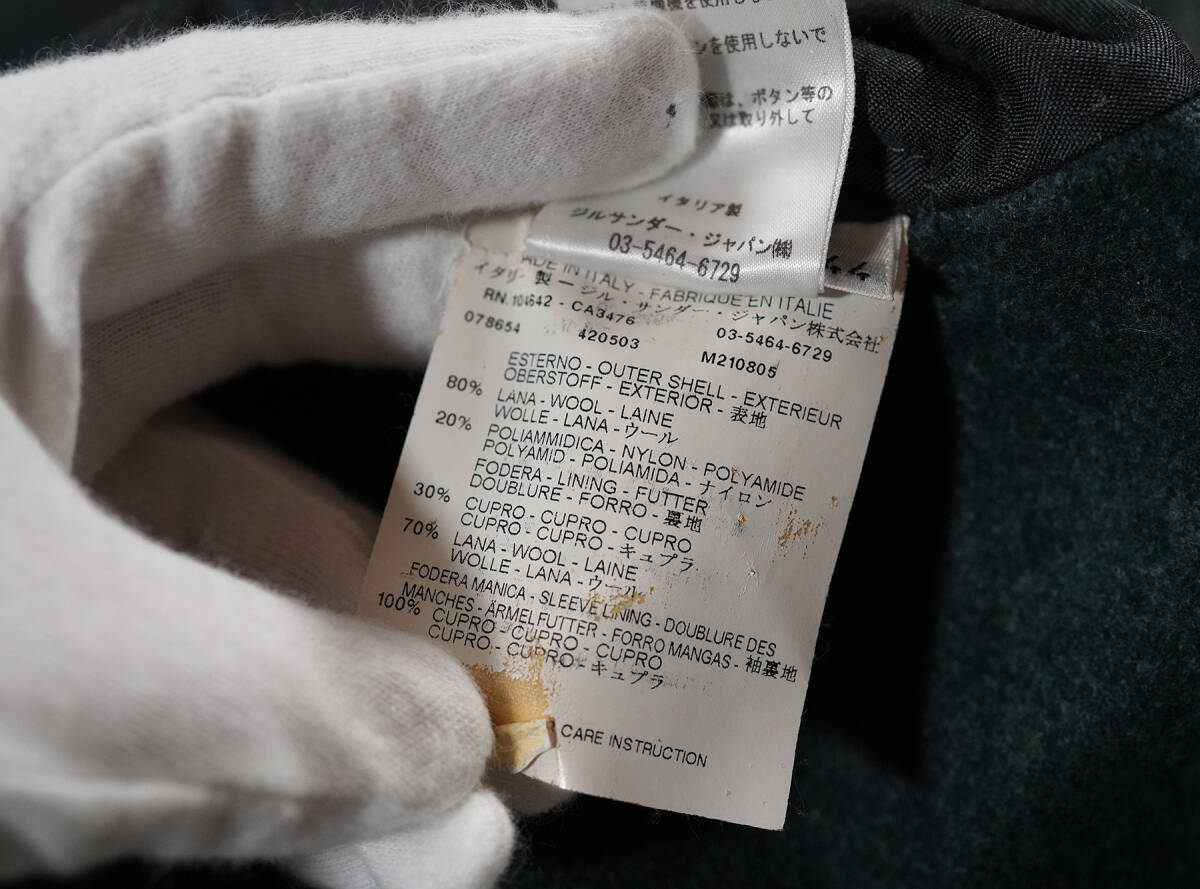 を使用しないで
ボタン等の
又は取り外して
イタリア製
ジルサンダー・ジャパン㈱
03-5464-6729
44
MADE IN ITALY - FABRIQUE EN ITALIE
イタリ 製 ー ジル・サンダー・ジャパン株式会社
RN. 104642 - CA3476 03-5464-6729
078654 420503 M210805
ESTERNO - OUTER SHELL - EXTERIEUR
OBERSTOFF - EXTERIOR - 表地
80% LANA - WOOL - LAINE
WOLLE - LANA - ウール
20% POLIAMMIDICA - NYLON - POLYAMIDE
POLYAMID - POLIAMIDA - ナイロン
FODERA - LINING - FUTTER
DOUBLURE - FORRO - 裏地
30% CUPRO - CUPRO - CUPRO
CUPRO - CUPRO - キュプラ
70% LANA - WOOL - LAINE
WOLLE - LANA - ウール
FODERA MANICA - SLEEVE LINING - DOUBLURE DES
MANCHES - ÄRMELFUTTER - FORRO MANGAS - 袖裏地
100% CUPRO - CUPRO - CUPRO
CUPRO - CUPRO - キュプラ
CARE INSTRUCTION